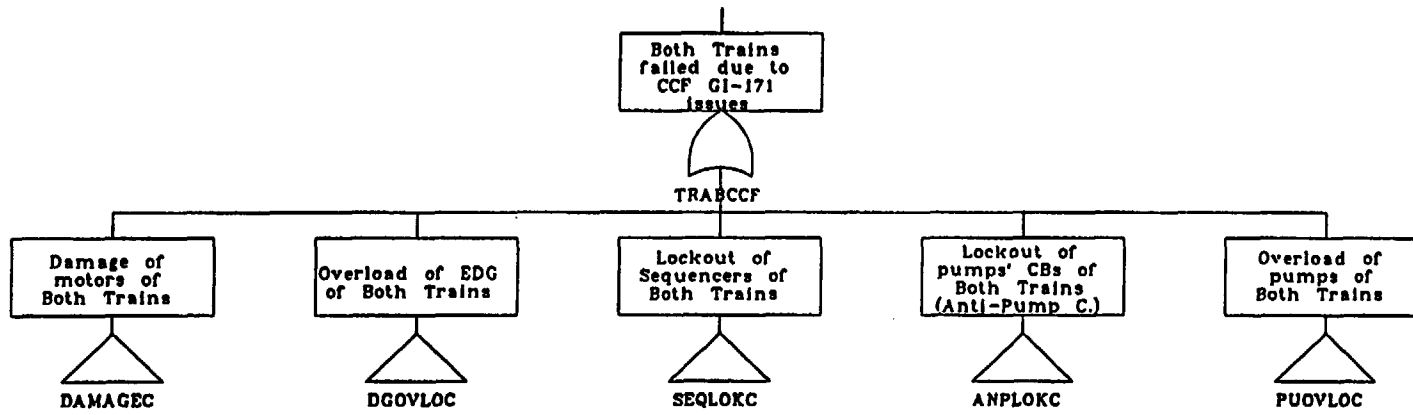 Both Trains
failed due to
CCF GI-171
issues
TRABCCF
Damage of
motors of
Both Trains
Overload of EDG
of Both Trains
Lockout of
Sequencers of
Both Trains
Lockout of
pumps' CBs of
Both Trains
(Anti-Pump C.)
Overload of
pumps of
Both Trains
DAMAGEC
DGOVLOC
SEQLOKC
ANPLOKC
PUOVLOC